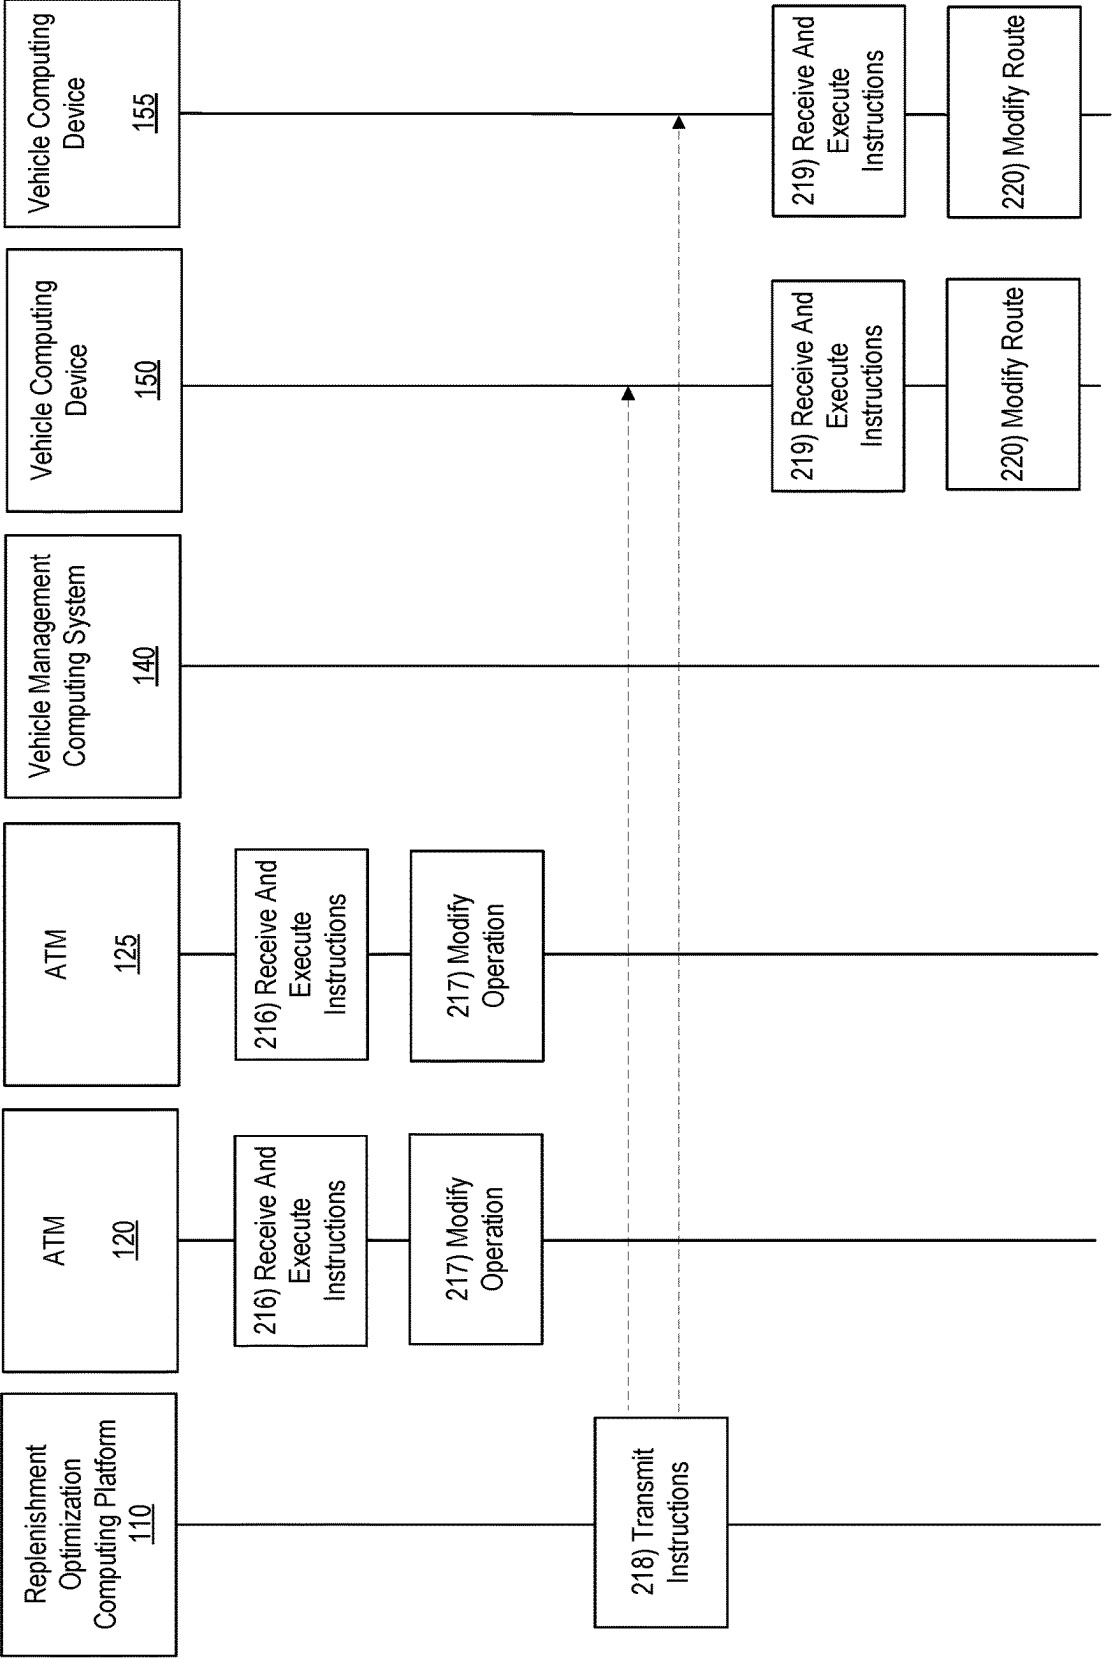 Replenishment
Optimization
Computing Platform
110
ATM
120
ATM
125
Vehicle Management
Computing System
140
Vehicle Computing
Device
150
Vehicle Computing
Device
155
216) Receive And
Execute
Instructions
216) Receive And
Execute
Instructions
217) Modify
Operation
217) Modify
Operation
218) Transmit
Instructions
219) Receive And
Execute
Instructions
219) Receive And
Execute
Instructions
220) Modify Route
220) Modify Route